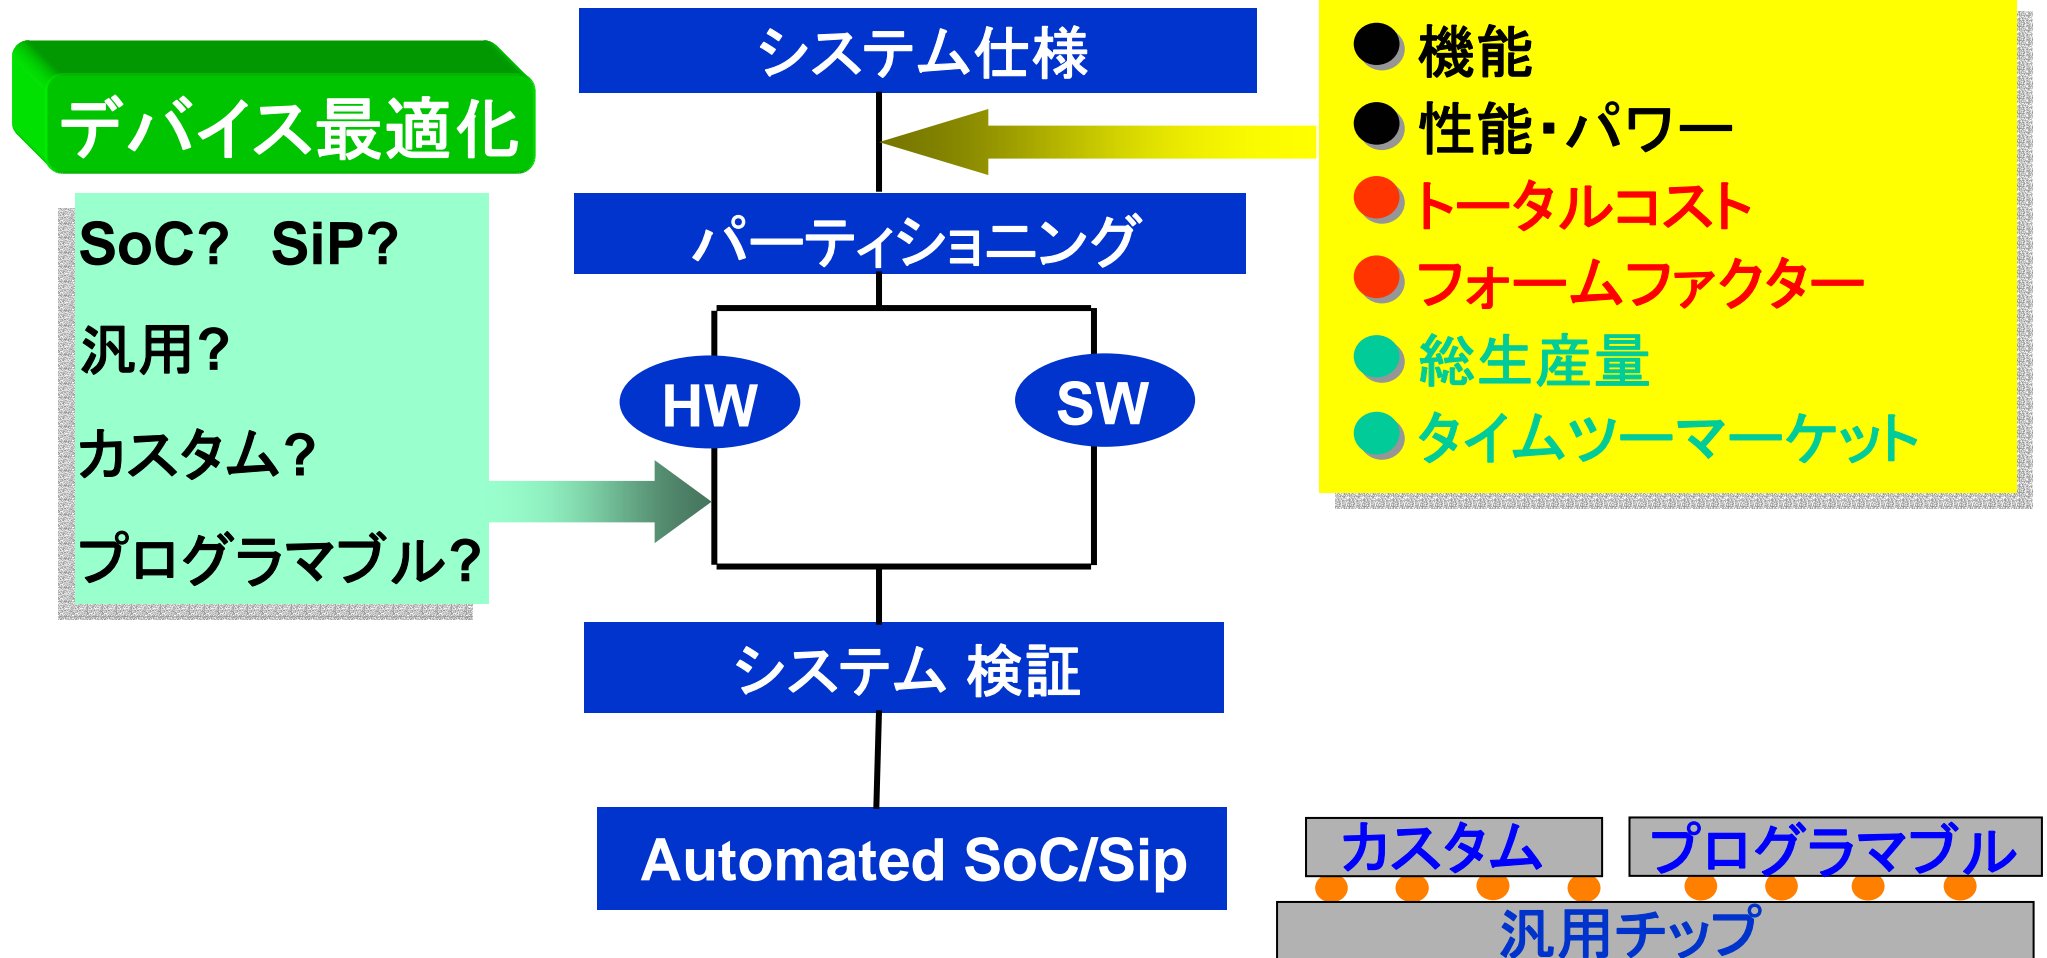 システム仕様
デバイス最適化
SoC? SiP?
汎用?
カスタム?
プログラマブル?
機能
性能・パワー
トータルコスト
フォームファクター
総生産量
タイムツーマーケット
パーティショニング
HW
SW
システム 検証
Automated SoC/Sip
カスタム
プログラマブル
汎用チップ